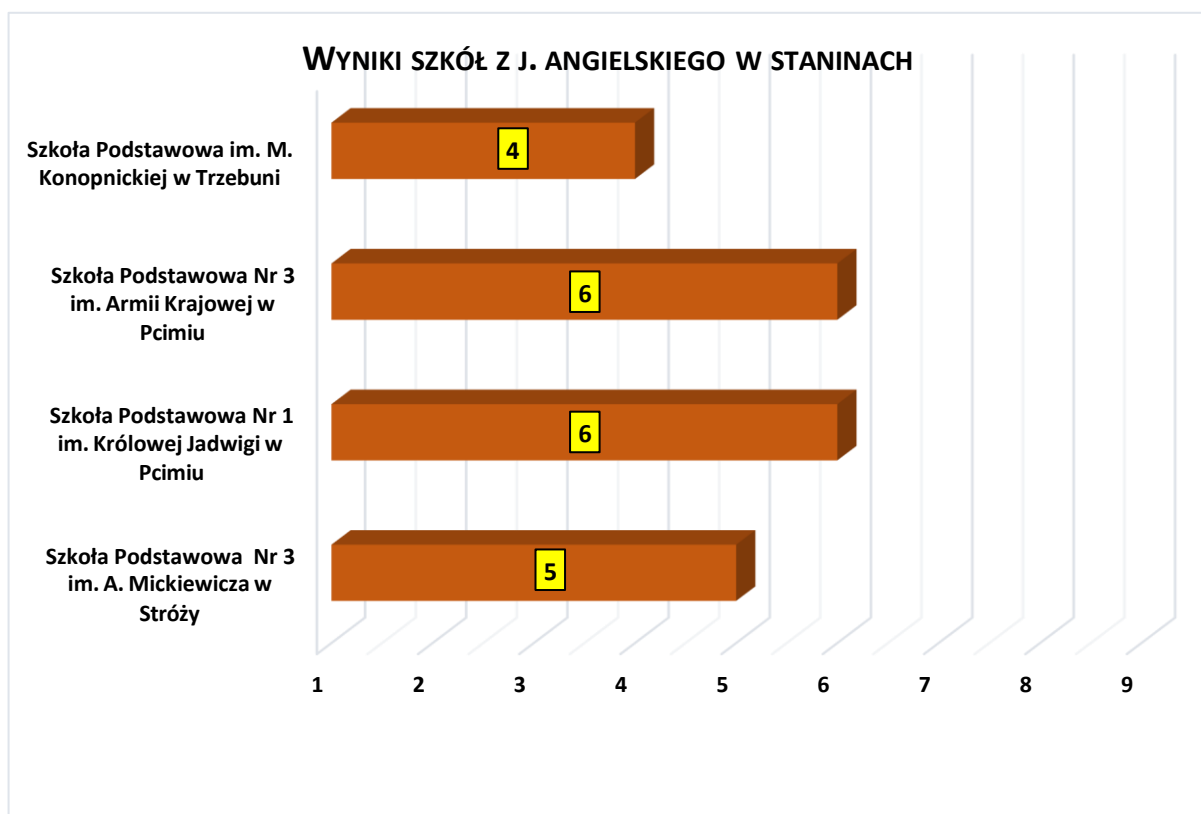 WYNIKI SZKÓŁ Z J. ANGIELSKIEGO W STANINACH
Szkoła Podstawowa im. M.
Konopnickiej w Trzebuni
4
Szkoła Podstawowa Nr 3
im. Armii Krajowej w
Pcimiu
6
Szkoła Podstawowa Nr 1
im. Królowej Jadwigi w
Pcimiu
6
Szkoła Podstawowa Nr 3
im. A. Mickiewicza w
Stróży
5
1 2 3 4 5 6 7 8 9